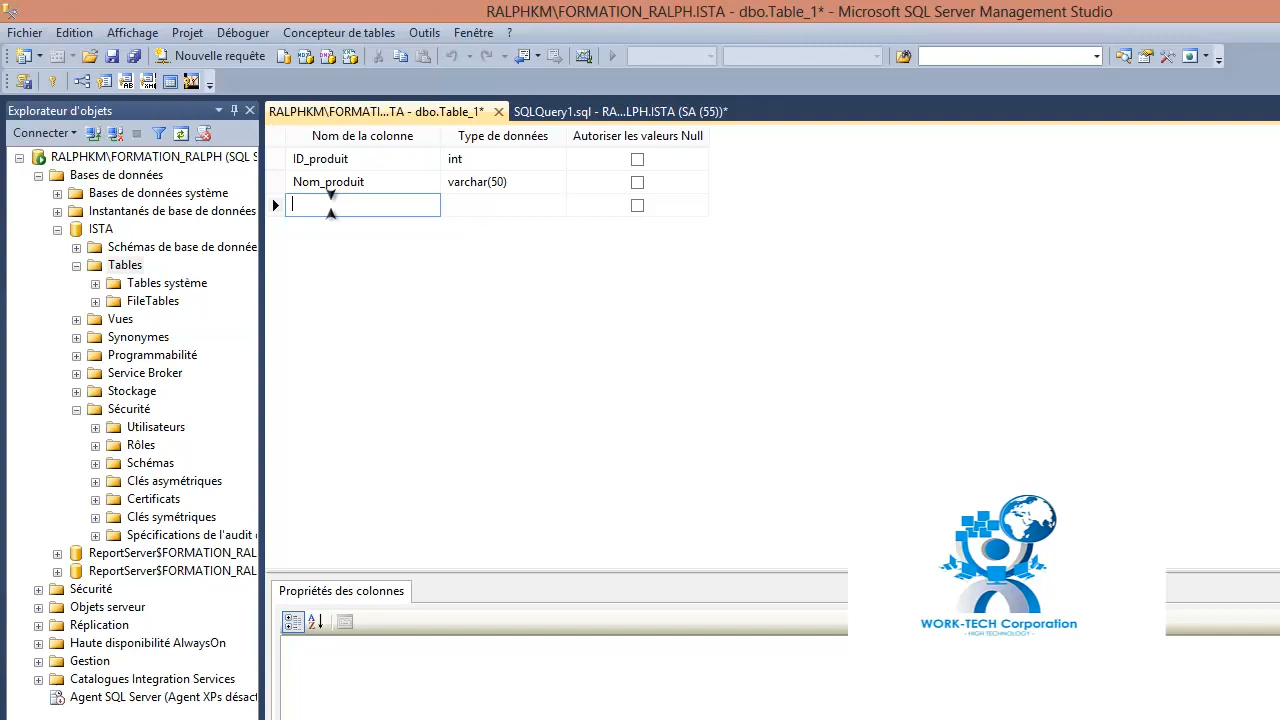 RALPHKM\FORMATION_RALPH.ISTA - dbo.Table_1* - Microsoft SQL Server Management Studio
Fichier Edition Affichage Projet Déboguer Concepteur de tables Outils Fenêtre ?
Nouvelle requête
Explorateur d'objets
Connecter
RALPHKM\FORMATION_RALPH (SQL S
Bases de données
Bases de données système
Instantanés de base de données
ISTA
Schémas de base de donnée
Tables
Tables système
FileTables
Vues
Synonymes
Programmabilité
Service Broker
Stockage
Sécurité
Utilisateurs
Rôles
Schémas
Clés asymétriques
Certificats
Clés symétriques
Spécifications de l'audit
ReportServer$FORMATION_RAL
ReportServer$FORMATION_RAL
Sécurité
Objets serveur
Réplication
Haute disponibilité AlwaysOn
Gestion
Catalogues Integration Services
Agent SQL Server (Agent XPs désact
RALPHKM\FORMATI...TA - dbo.Table_1* SQLQuery1.sql - RA...LPH.ISTA (SA (55))*
Nom de la colonne Type de données Autoriser les valeurs Null
ID_produit int
Nom_produit varchar(50)
Propriétés des colonnes
WORK-TECH Corporation
- HIGH TECHNOLOGY -